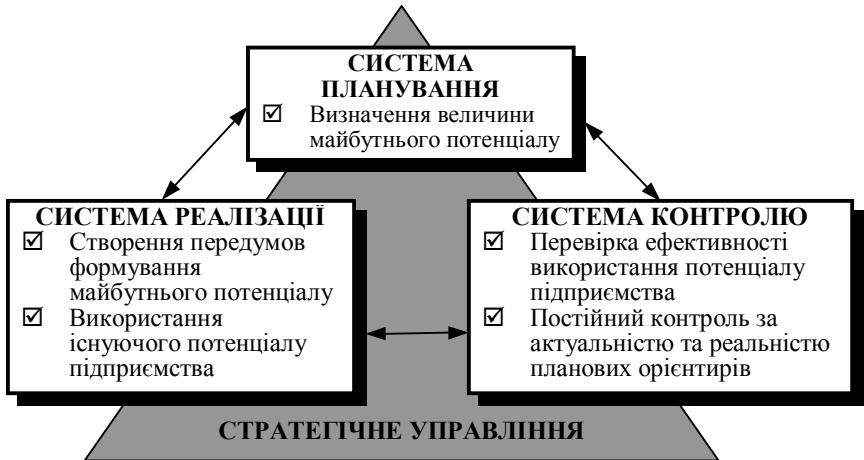 СИСТЕМА
ПЛАНУВАННЯ
☑ Визначення величини
майбутнього потенціалу
СИСТЕМА РЕАЛІЗАЦІЇ
☑ Створення передумов
формування
майбутнього потенціалу
☑ Використання
існуючого потенціалу
підприємства
СИСТЕМА КОНТРОЛЮ
☑ Перевірка ефективності
використання потенціалу
підприємства
☑ Постійний контроль за
актуальністю та реальністю
планових орієнтирів
СТРАТЕГІЧНЕ УПРАВЛІННЯ